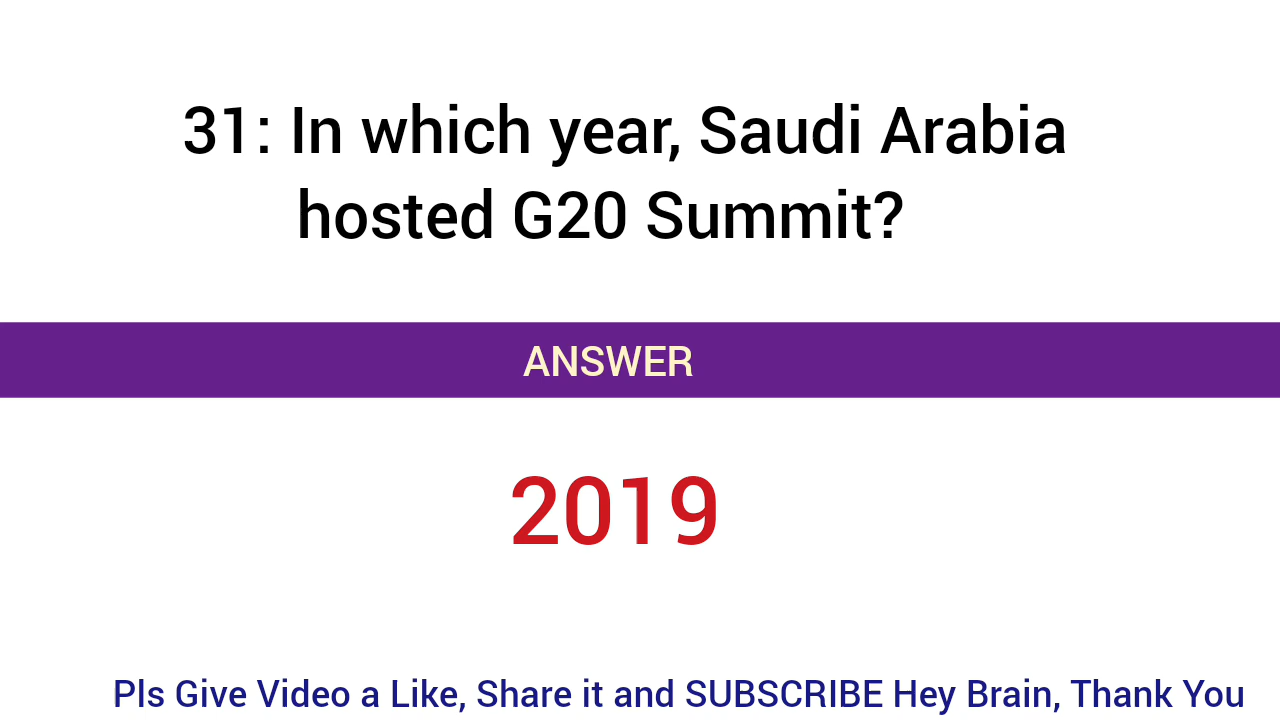 31: In which year, Saudi Arabia
hosted G20 Summit?
ANSWER
2019
Pls Give Video a Like, Share it and SUBSCRIBE Hey Brain, Thank You